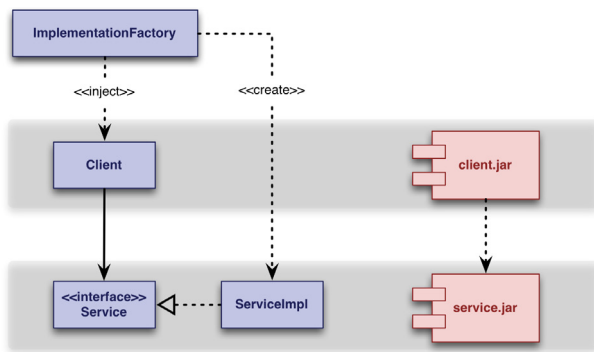 ImplementationFactory
<<inject>>
<<create>>
Client
client.jar
<<interface>>
Service
ServiceImpl
service.jar